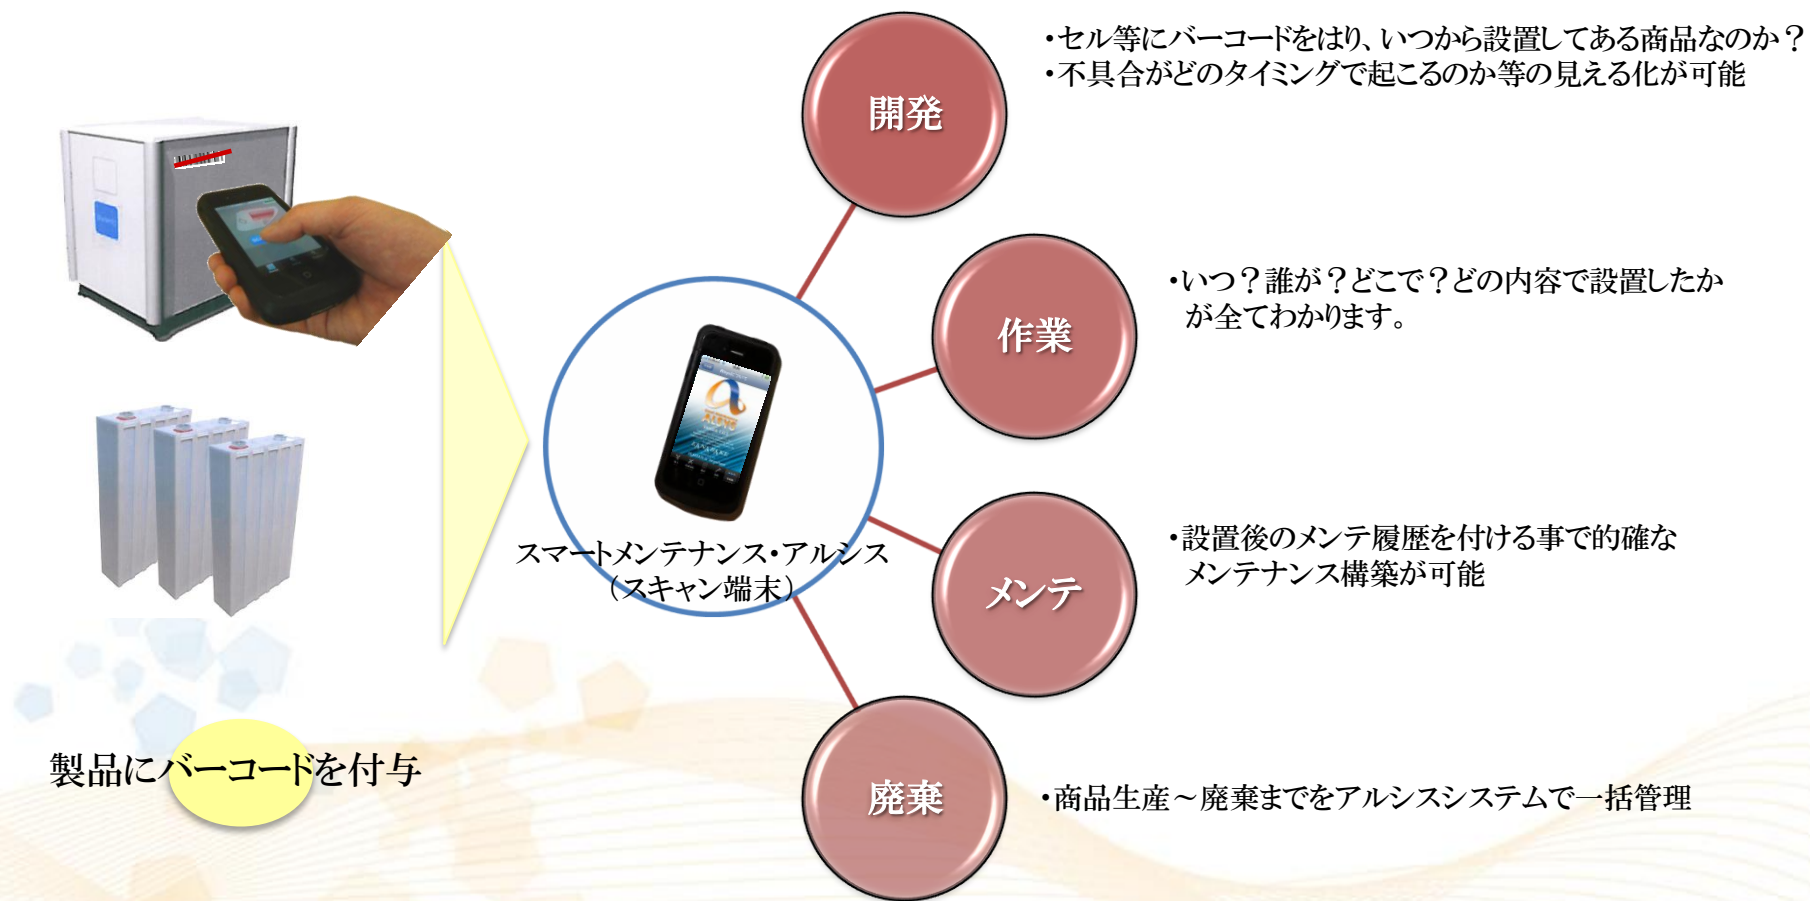 ・セル等にバーコードをはり、いつから設置してある商品なのか？
・不具合がどのタイミングで起こるのか等の見える化が可能
開発
・いつ？誰が？どこで？どの内容で設置したか
が全てわかります。
作業
スマートメンテナンス・アルシス
（スキャン端末）
・設置後のメンテ履歴を付ける事で的確な
メンテナンス構築が可能
メンテ
製品にバーコードを付与
廃棄
・商品生産～廃棄までをアルシスシステムで一括管理